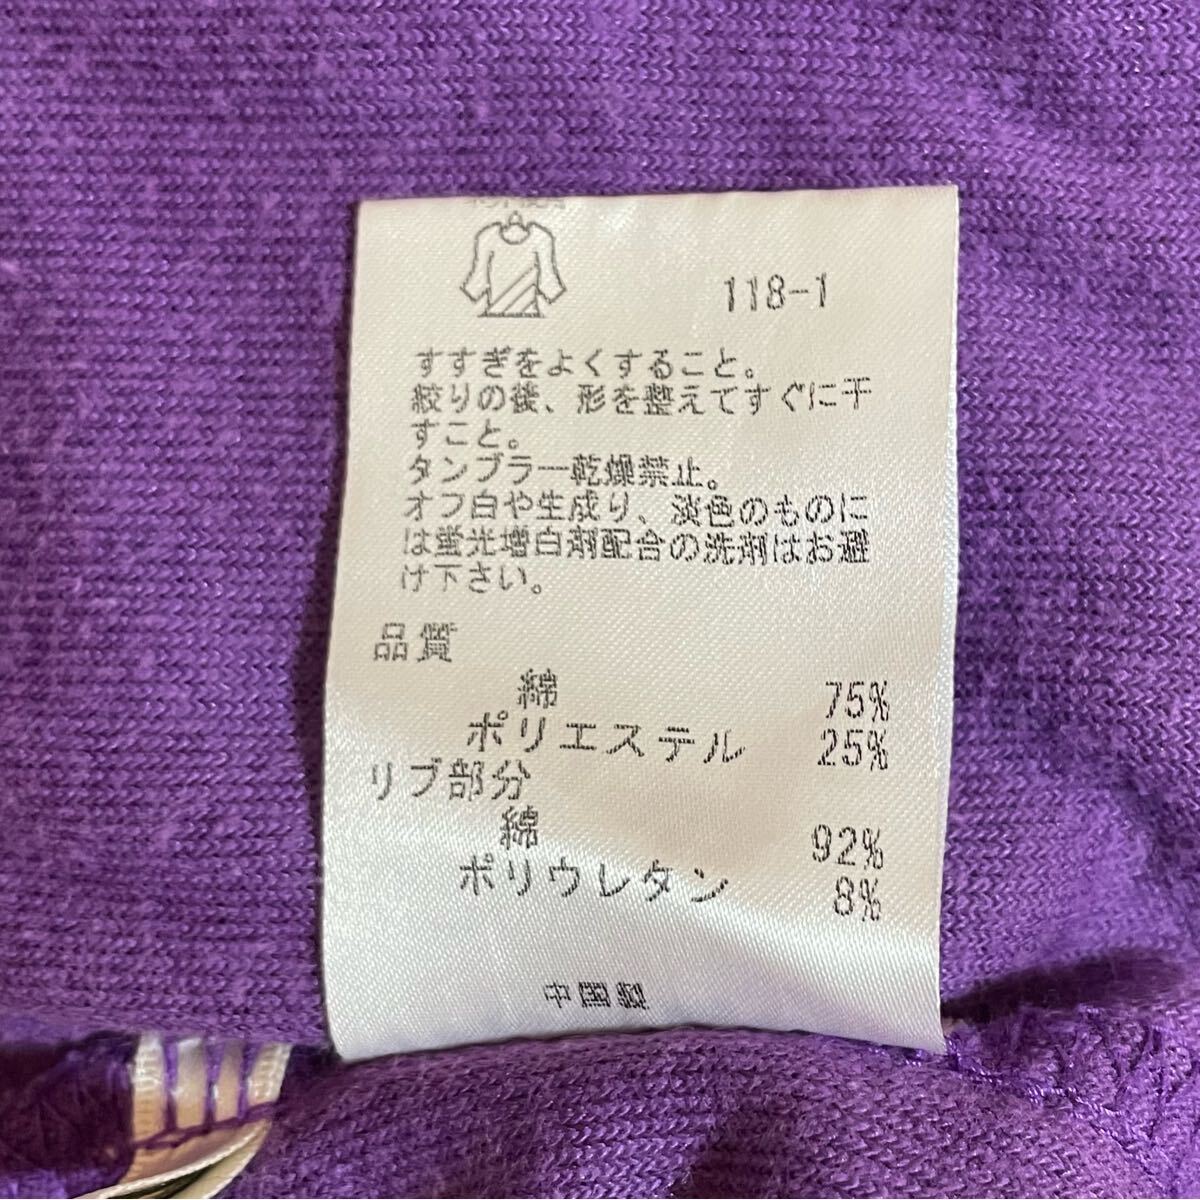 118-1
すすぎをよくすること。
絞りの後、形を整えてすぐに干
すこと。
タンブラー乾燥禁止。
オフ白や生成り、淡色のものに
は蛍光増白剤配合の洗剤はお避
け下さい。
品質
綿 75%
ポリエステル 25%
リブ部分
綿 92%
ポリウレタン 8%
中国製